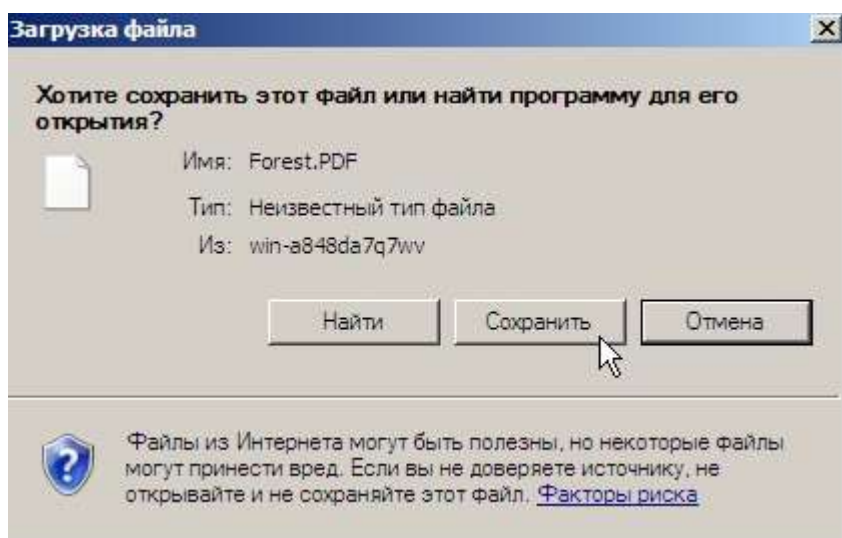 Загрузка файла
Хотите сохранить этот файл или найти программу для его
открытия?
Имя: Forest.PDF
Тип: Неизвестный тип файла
Из: win-a848da7q7wv
Найти Сохранить Отмена
Файлы из Интернета могут быть полезны, но некоторые файлы
могут принести вред. Если вы не доверяете источнику, не
открывайте и не сохраняйте этот файл. Факторы риска